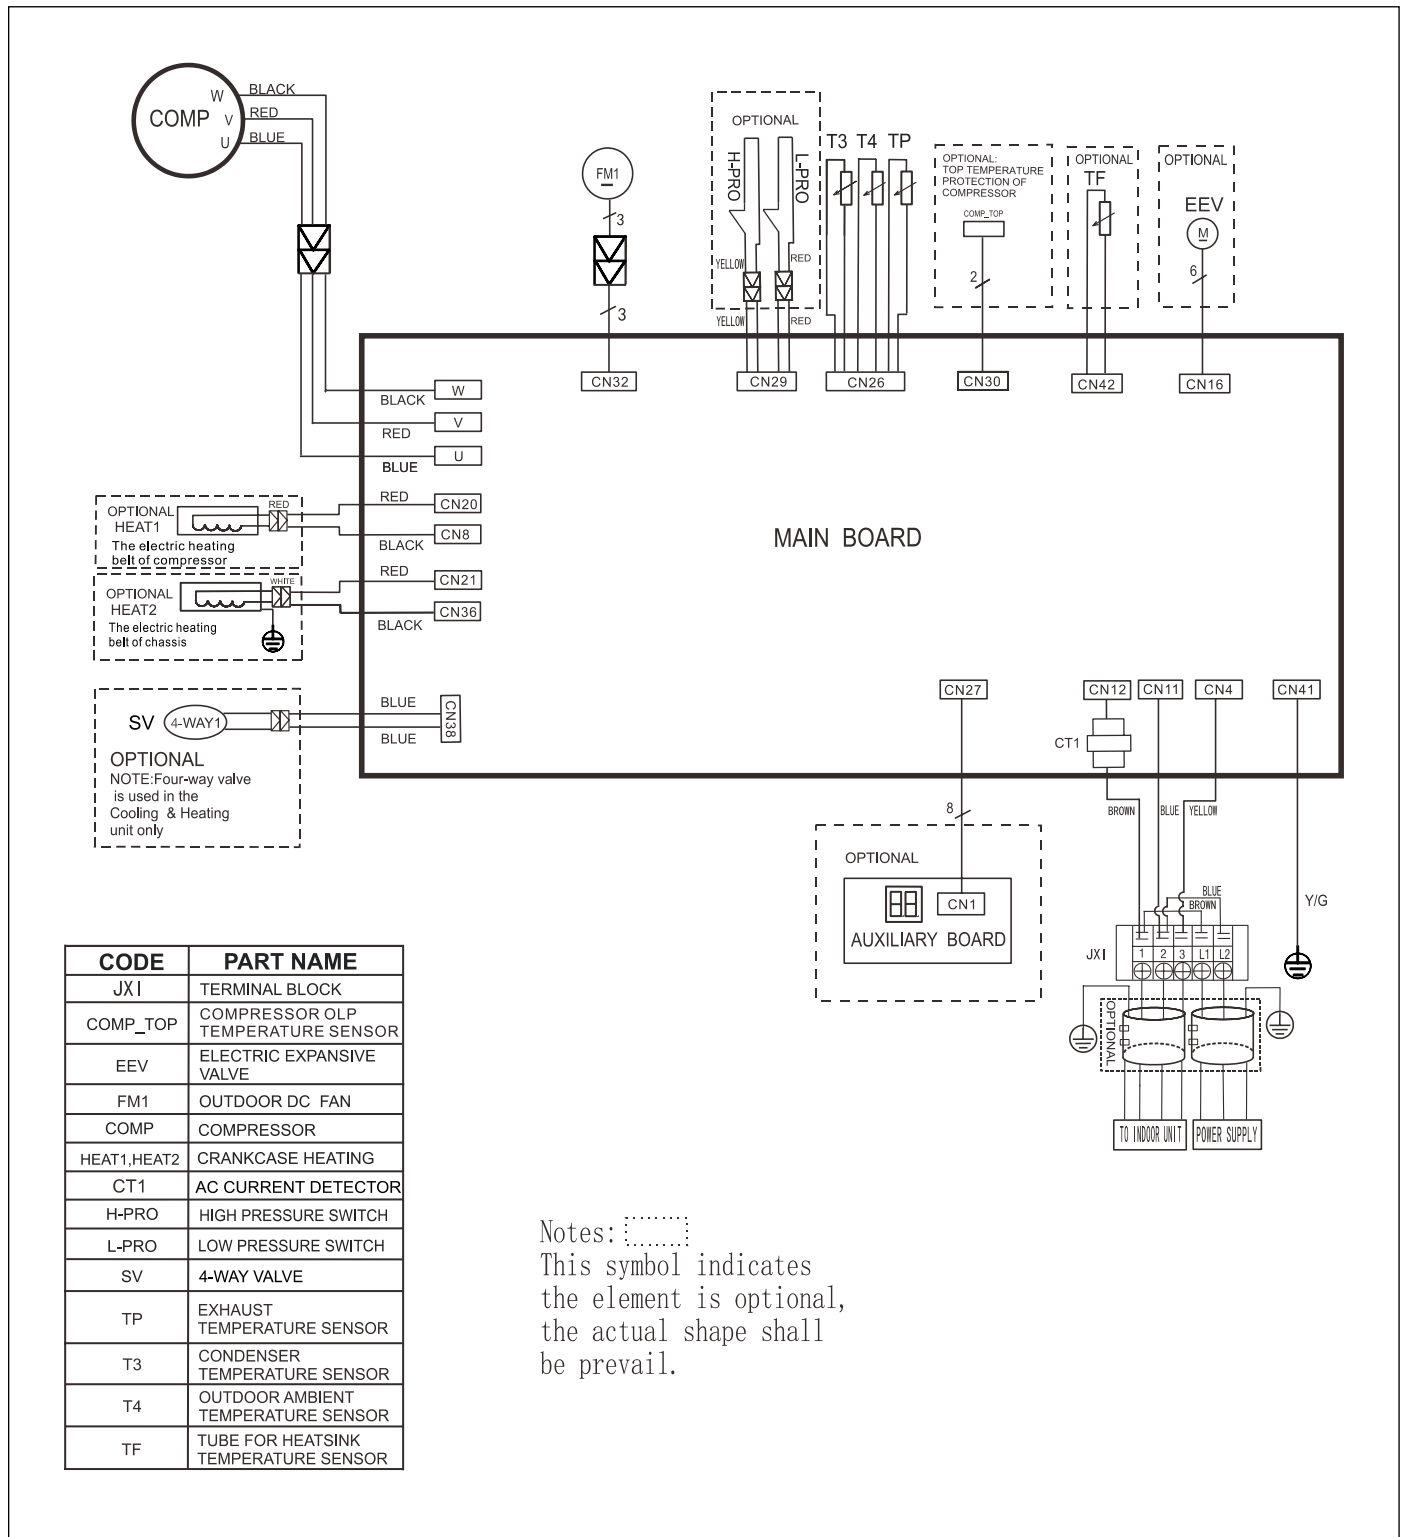 COMP
W
V
U
BLACK
RED
BLUE
FM1
3
3
OPTIONAL
H-PRO
L-PRO
YELLOW
RED
YELLOW
RED
T3 T4 TP
OPTIONAL:
TOP TEMPERATURE
PROTECTION OF
COMPRESSOR
COMP_TOP
2
OPTIONAL
TF
OPTIONAL
EEV
M
6
CN32
CN29
CN26
CN30
CN42
CN16
W
BLACK
V
RED
U
BLUE
OPTIONAL
HEAT1
RED
The electric heating
belt of compressor
RED
CN20
CN8
BLACK
OPTIONAL
HEAT2
WHITE
The electric heating
belt of chassis
RED
CN21
CN36
BLACK
MAIN BOARD
SV
4-WAY1
OPTIONAL
NOTE:Four-way valve
is used in the
Cooling & Heating
unit only
BLUE
BLUE
CN38
CN27
CN12
CN11
CN4
CN41
CT1
8
BROWN
BLUE
YELLOW
OPTIONAL
CN1
AUXILIARY BOARD
BLUE
BROWN
Y/G
JX1
1 2 3 L1 L2
OPTIONAL
TO INDOOR UNIT
POWER SUPPLY
CODE PART NAME
JX1 TERMINAL BLOCK
COMP_TOP COMPRESSOR OLP
TEMPERATURE SENSOR
EEV ELECTRIC EXPANSIVE
VALVE
FM1 OUTDOOR DC FAN
COMP COMPRESSOR
HEAT1,HEAT2 CRANKCASE HEATING
CT1 AC CURRENT DETECTOR
H-PRO HIGH PRESSURE SWITCH
L-PRO LOW PRESSURE SWITCH
SV 4-WAY VALVE
TP EXHAUST
TEMPERATURE SENSOR
T3 CONDENSER
TEMPERATURE SENSOR
T4 OUTDOOR AMBIENT
TEMPERATURE SENSOR
TF TUBE FOR HEATSINK
TEMPERATURE SENSOR
Notes:
This symbol indicates
the element is optional,
the actual shape shall
be prevail.